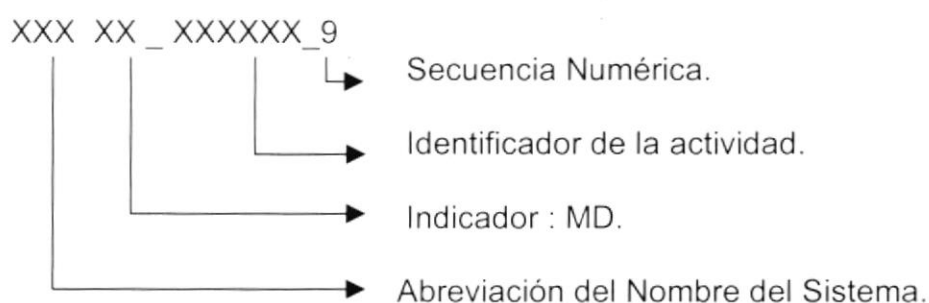 XXX XX _ XXXXXX_9
Secuencia Numérica.
Identificador de la actividad.
Indicador : MD.
Abreviación del Nombre del Sistema.